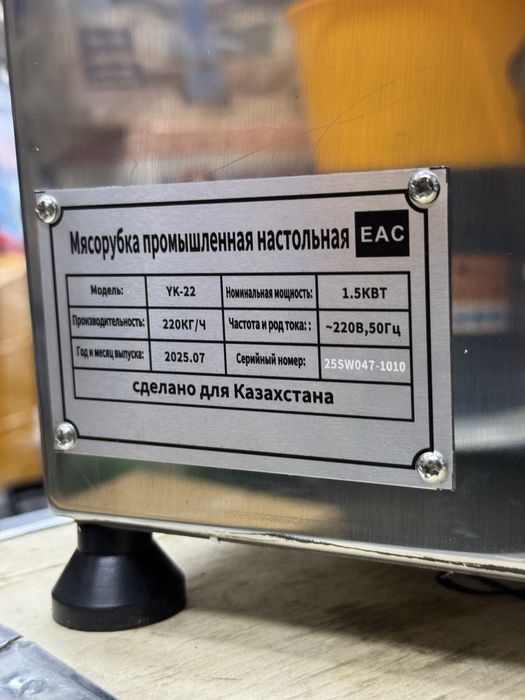 Мясорубка промышленная настольная EAC
Модель: YK-22 Номинальная мощность: 1.5КВТ
Производительность: 220КГ/Ч Частота и род тока: : ~220В,50Гц
Год и месяц выпуска: 2025.07 Серийный номер: 25SW047-1010
сделано для Казахстана